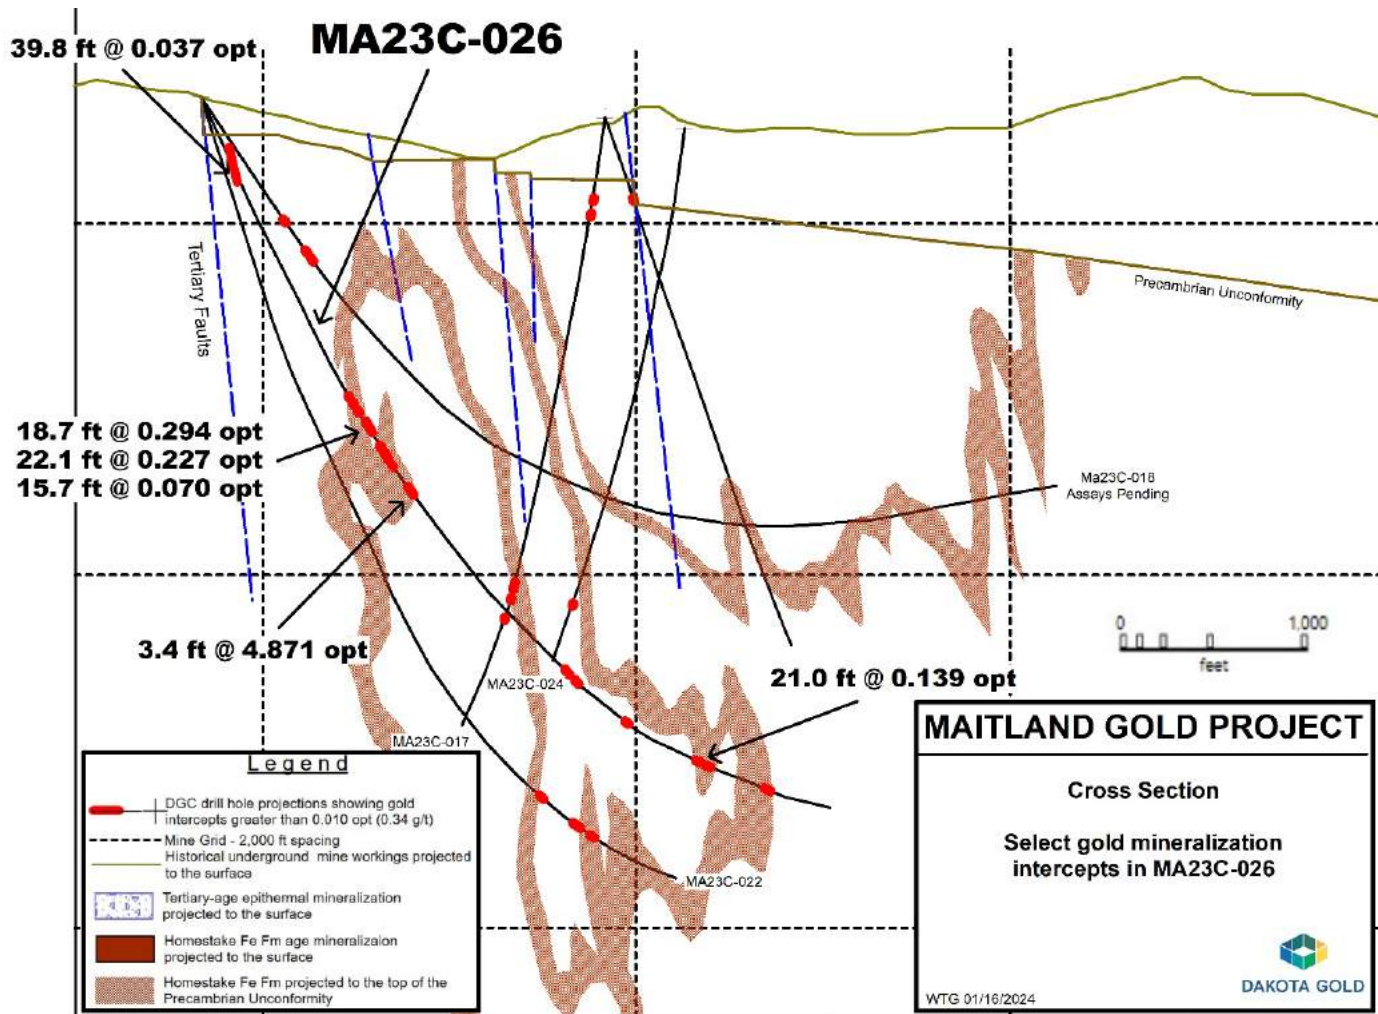 39.8 ft @ 0.037 opt
MA23C-026
Tertiary Faults
Precambrian Unconformity
18.7 ft @ 0.294 opt
22.1 ft @ 0.227 opt
15.7 ft @ 0.070 opt
Ma23C-018
Assays Pending
0 1,000
feet
3.4 ft @ 4.871 opt
MA23C-024
21.0 ft @ 0.139 opt
MA23C-017
MA23C-022
Legend
DGC drill hole projections showing gold
intercepts greater than 0.010 opt (0.34 g/t)
Mine Grid - 2,000 ft spacing
Historical underground mine workings projected
to the surface
Tertiary-age epithermal mineralization
projected to the surface
Homestake Fe Fm age mineralizaion
projected to the surface
Homestake Fe Fm projected to the top of the
Precambrian Unconformity
MAITLAND GOLD PROJECT
Cross Section
Select gold mineralization
intercepts in MA23C-026
WTG 01/16/2024
DAKOTA GOLD